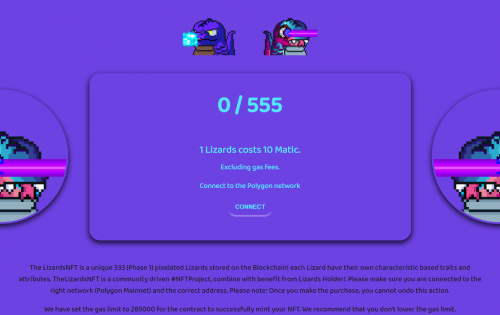 0 / 555
1 Lizards costs 10 Matic.
Excluding gas fees.
Connect to the Polygon network
CONNECT
The LizardsNFT is a unique 333 (Phase 1) pixelated Lizards stored on the Blockchain! each Lizard have their own characteristic based traits and
attributes, TheLizardsNFT is a community driven #NFTProject, combine with benefit from Lizards Holder!. Please make sure you are connected to the
right network (Polygon Mainnet) and the correct address. Please note: Once you make the purchase, you cannot undo this action.
We have set the gas limit to 285000 for the contract to successfully mint your NFT. We recommend that you don't lower the gas limit.